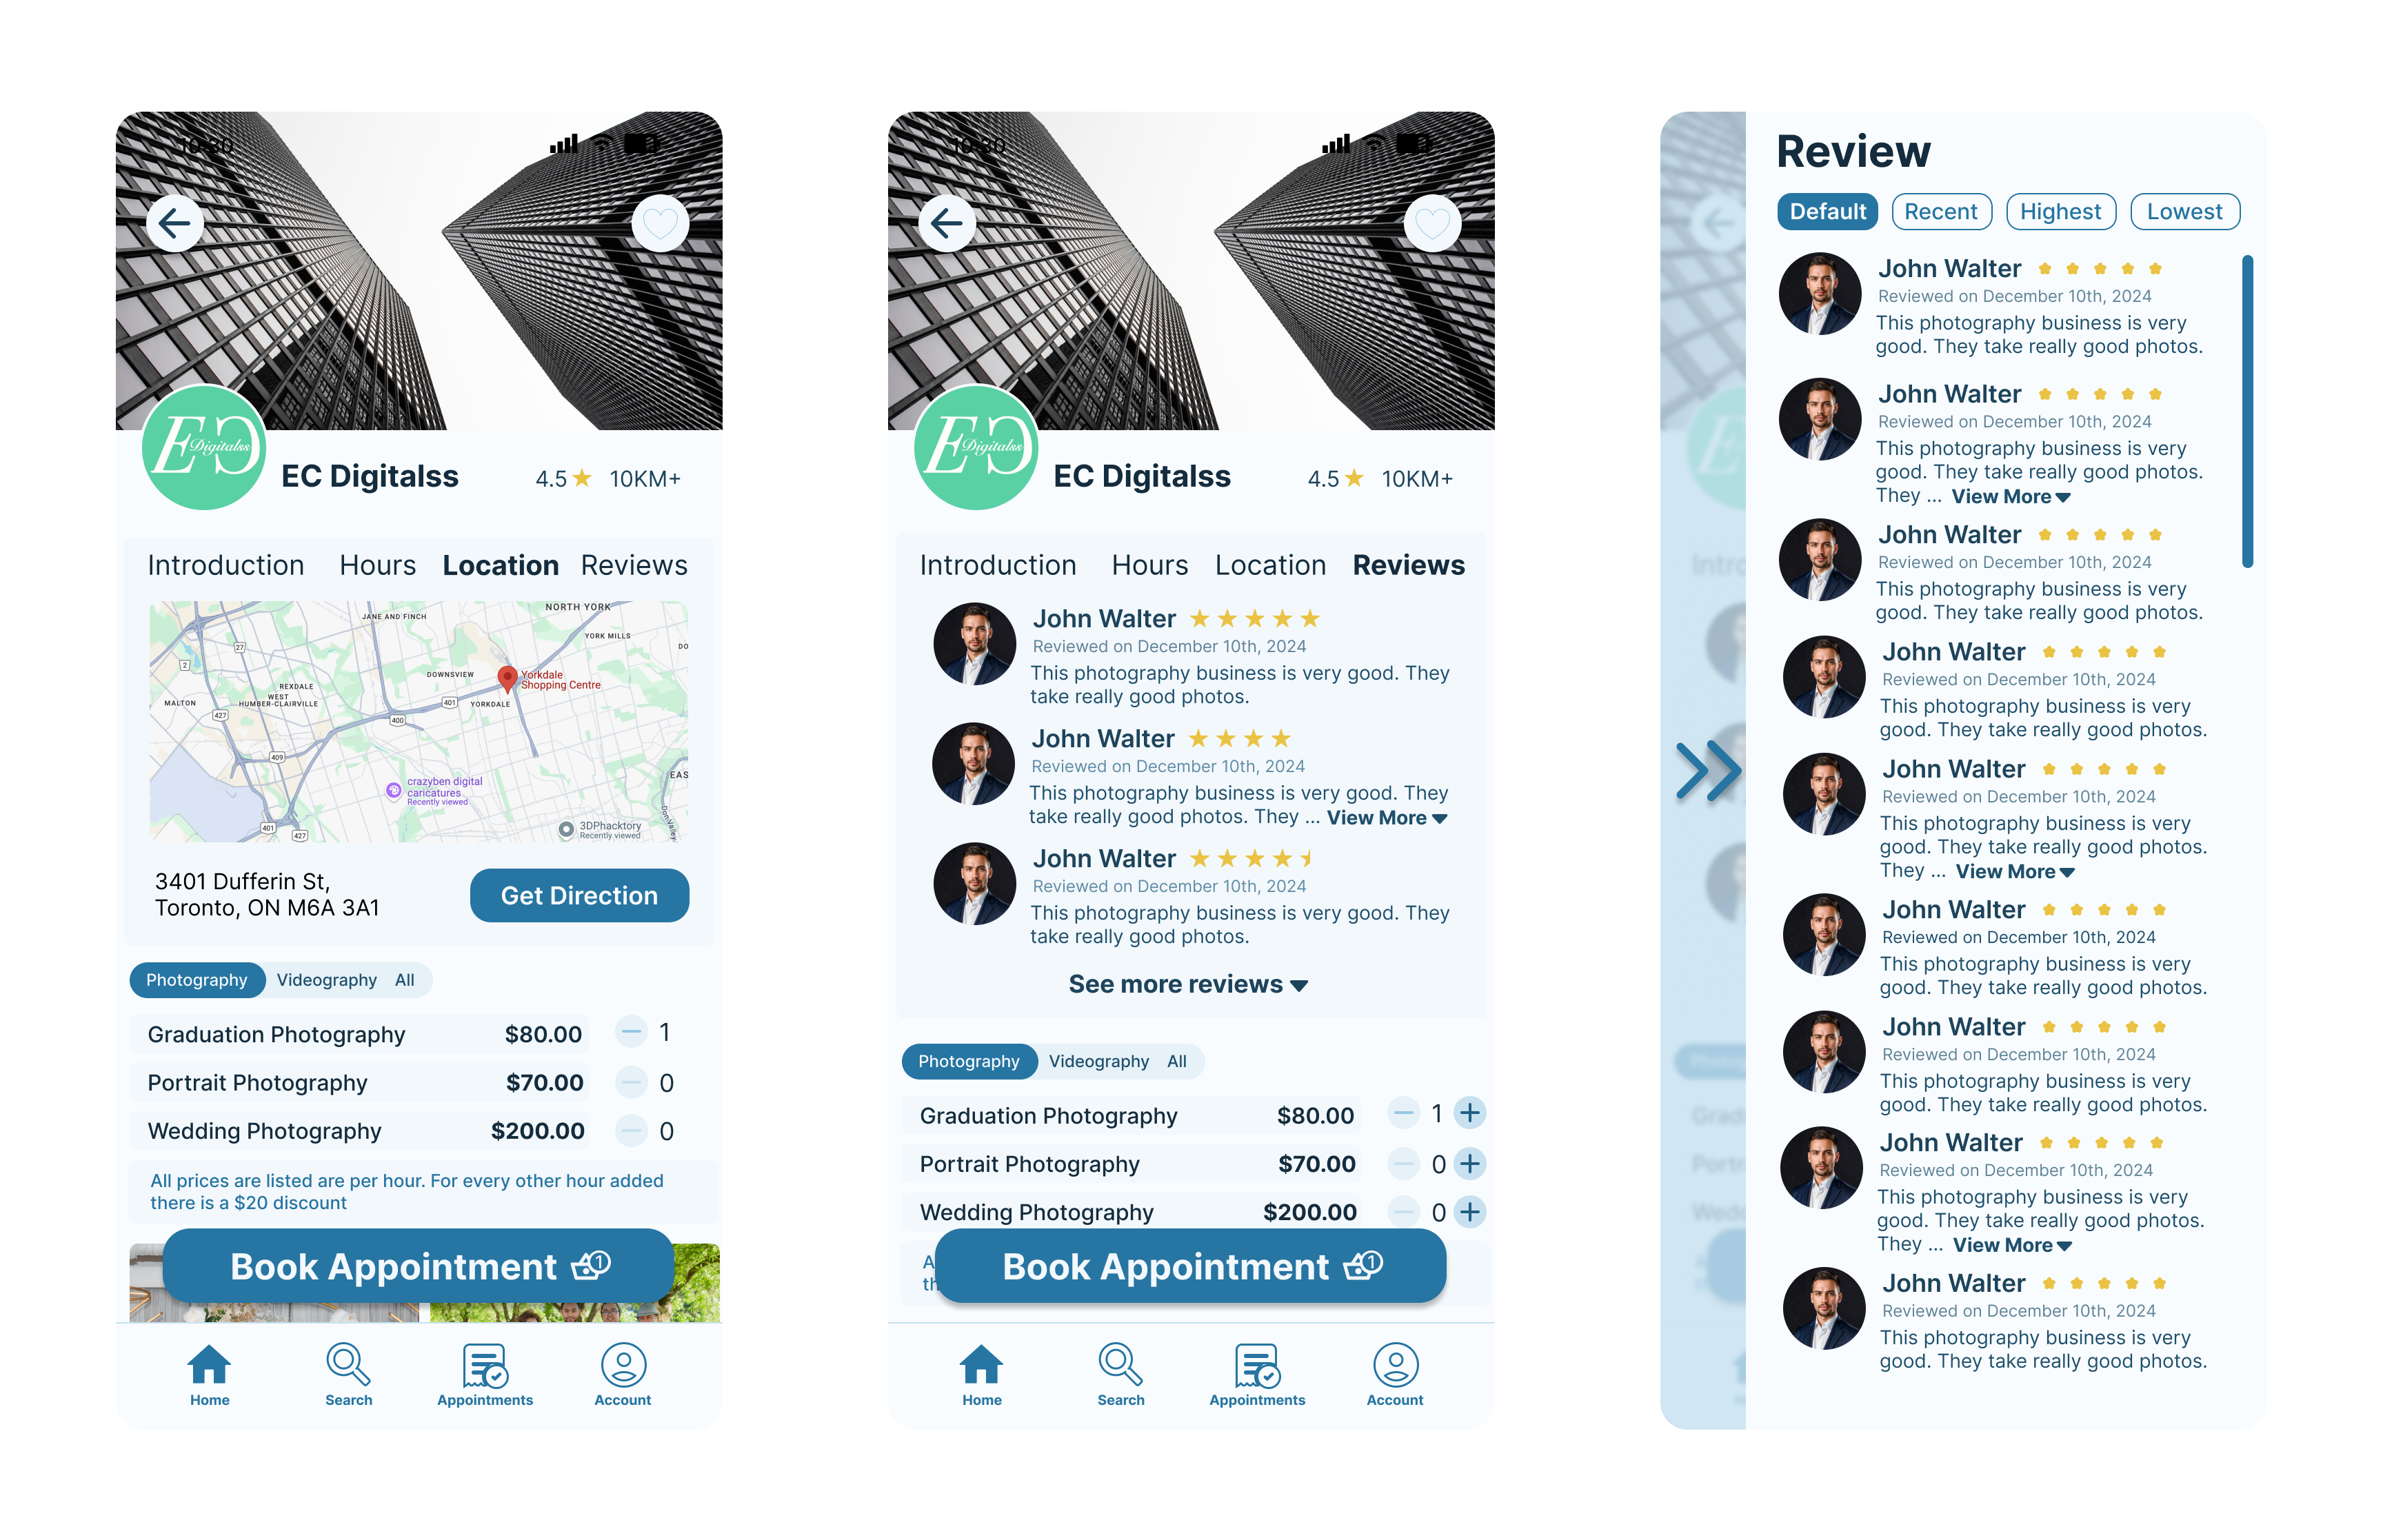 10:30
EC Digitalss
EC Digitalss 4.5 10KM+
Introduction Hours Location Reviews
NORTH YORK
JANE AND FINCH
YORK MILLS
27
2
DO
DOWNSVIEW
Yorkdale
Shopping Centre
REXDALE
WEST
HUMBER-CLAIRVILLE
MALTON
401
YORKDALE
427
400
409
EAS
crazyben digital
caricatures
Recently viewed
Don Valley
401
427
3DPhacktory
Recently viewed
3401 Dufferin St,
Toronto, ON M6A 3A1
Get Direction
Photography Videography All
Graduation Photography $80.00 1
Portrait Photography $70.00 0
Wedding Photography $200.00 0
All prices are listed are per hour. For every other hour added
there is a $20 discount
Book Appointment 1
Home Search Appointments Account
10:30
EC Digitalss
EC Digitalss 4.5 10KM+
Introduction Hours Location Reviews
John Walter
Reviewed on December 10th, 2024
This photography business is very good. They
take really good photos.
John Walter
Reviewed on December 10th, 2024
This photography business is very good. They
take really good photos. They ... View More
John Walter
Reviewed on December 10th, 2024
This photography business is very good. They
take really good photos.
See more reviews
Photography Videography All
Graduation Photography $80.00 1
Portrait Photography $70.00 0
Wedding Photography $200.00 0
A
th
Book Appointment 1
Home Search Appointments Account
Review
Default Recent Highest Lowest
John Walter
Reviewed on December 10th, 2024
This photography business is very
good. They take really good photos.
John Walter
Reviewed on December 10th, 2024
This photography business is very
good. They take really good photos.
They ... View More
John Walter
Reviewed on December 10th, 2024
This photography business is very
good. They take really good photos.
John Walter
Reviewed on December 10th, 2024
This photography business is very
good. They take really good photos.
John Walter
Reviewed on December 10th, 2024
This photography business is very
good. They take really good photos.
They ... View More
John Walter
Reviewed on December 10th, 2024
This photography business is very
good. They take really good photos.
John Walter
Reviewed on December 10th, 2024
This photography business is very
good. They take really good photos.
John Walter
Reviewed on December 10th, 2024
This photography business is very
good. They take really good photos.
They ... View More
John Walter
Reviewed on December 10th, 2024
This photography business is very
good. They take really good photos.